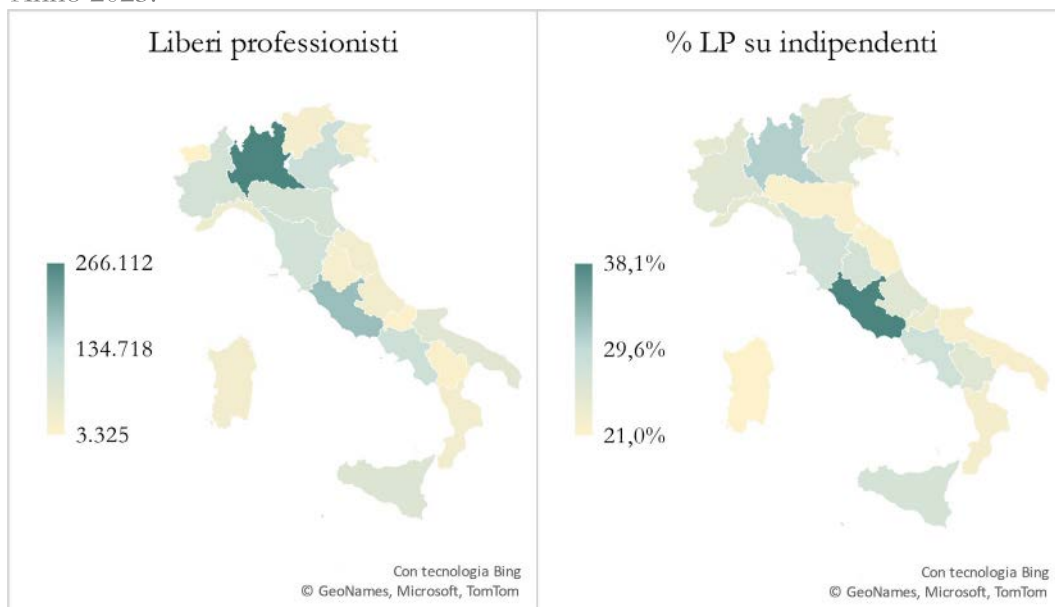 Anno 2023.
Liberi professionisti
266.112
134.718
3.325
Con tecnologia Bing
© GeoNames, Microsoft, TomTom
% LP su indipendenti
38,1%
29,6%
21,0%
Con tecnologia Bing
© GeoNames, Microsoft, TomTom